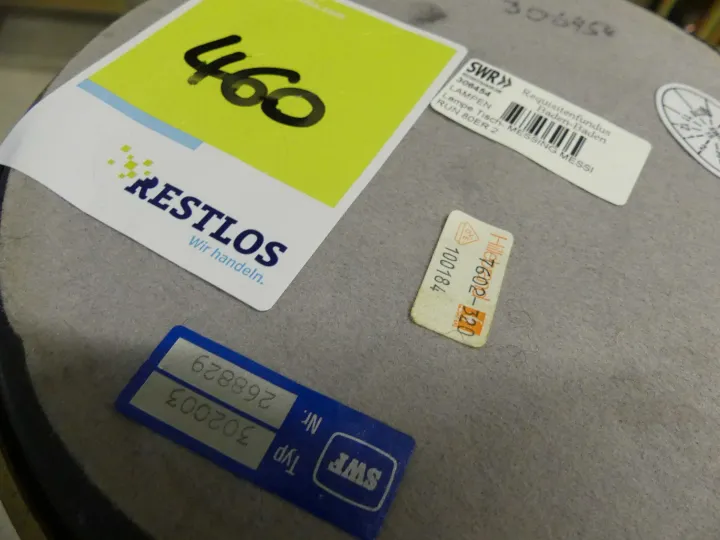 306454
460
RESTLOS
Wir handeln.
SWR
Requisitenfundus
Baden-Baden
306454
LAMPEN
Lampe Tisch- MESSING MESSI
RUN 80ER 2
7602-320
100184
SWF
Typ 302003
Nr. 268829